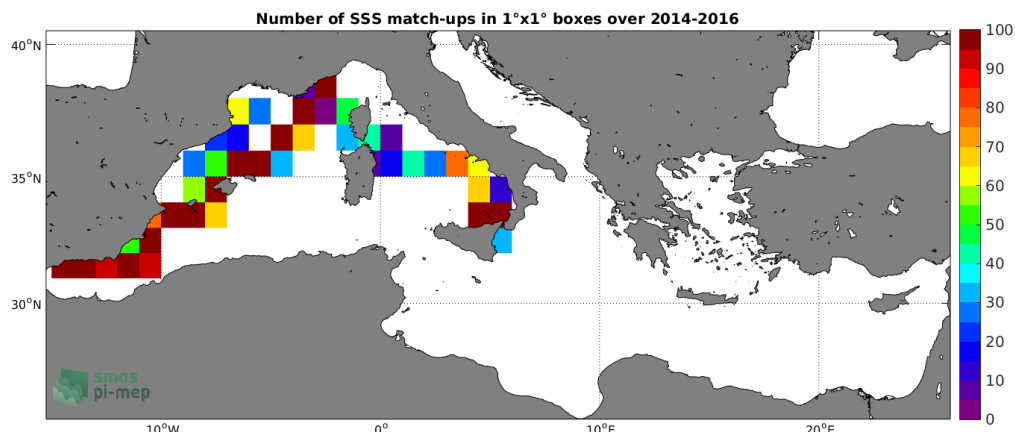 Number of SSS match-ups in 1°x1° boxes over 2014-2016
40°N
35°N
30°N
10°W
0°
10°E
20°E
100
90
80
70
60
50
40
30
20
10
0
smos
pi-mep